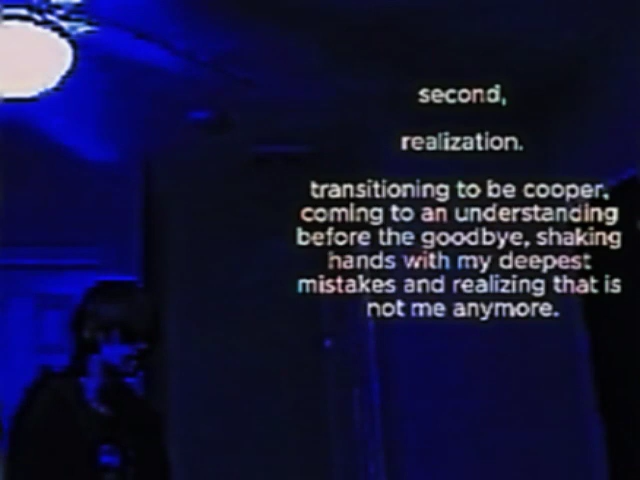 second,
realization.
transitioning to be cooper.
coming to an understanding
before the goodbye, shaking
hands with my deepest
mistakes and realizing that is
not me anymore.